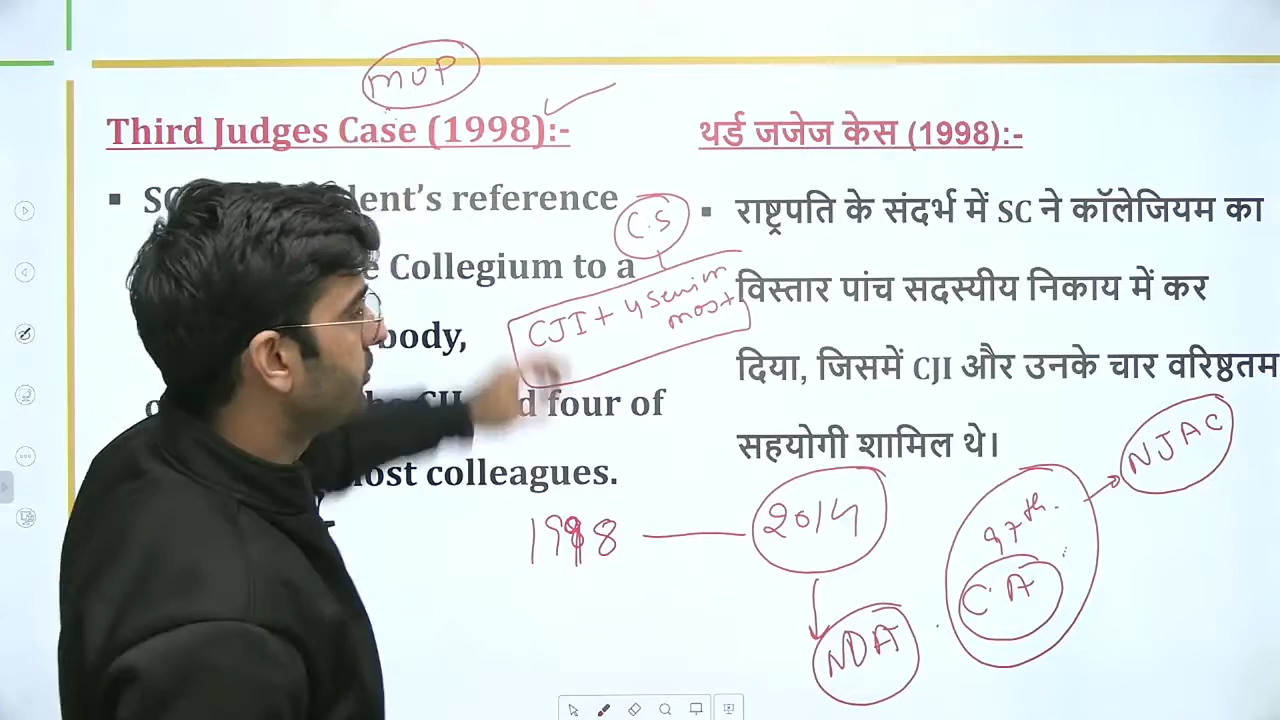 MOP
Third Judges Case (1998):-
dent's reference
Collegium to a
body,
four of
ost colleagues.
C.S
CJI + 4 Senior
most
थर्ड जजेज केस (1998):-
राष्ट्रपति के संदर्भ में SC ने कॉलेजियम का
विस्तार पांच सदस्यीय निकाय में कर
दिया, जिसमें CJI और उनके चार वरिष्ठतम
सहयोगी शामिल थे।
1998
2014
NDA
97th.
CA
NJAC